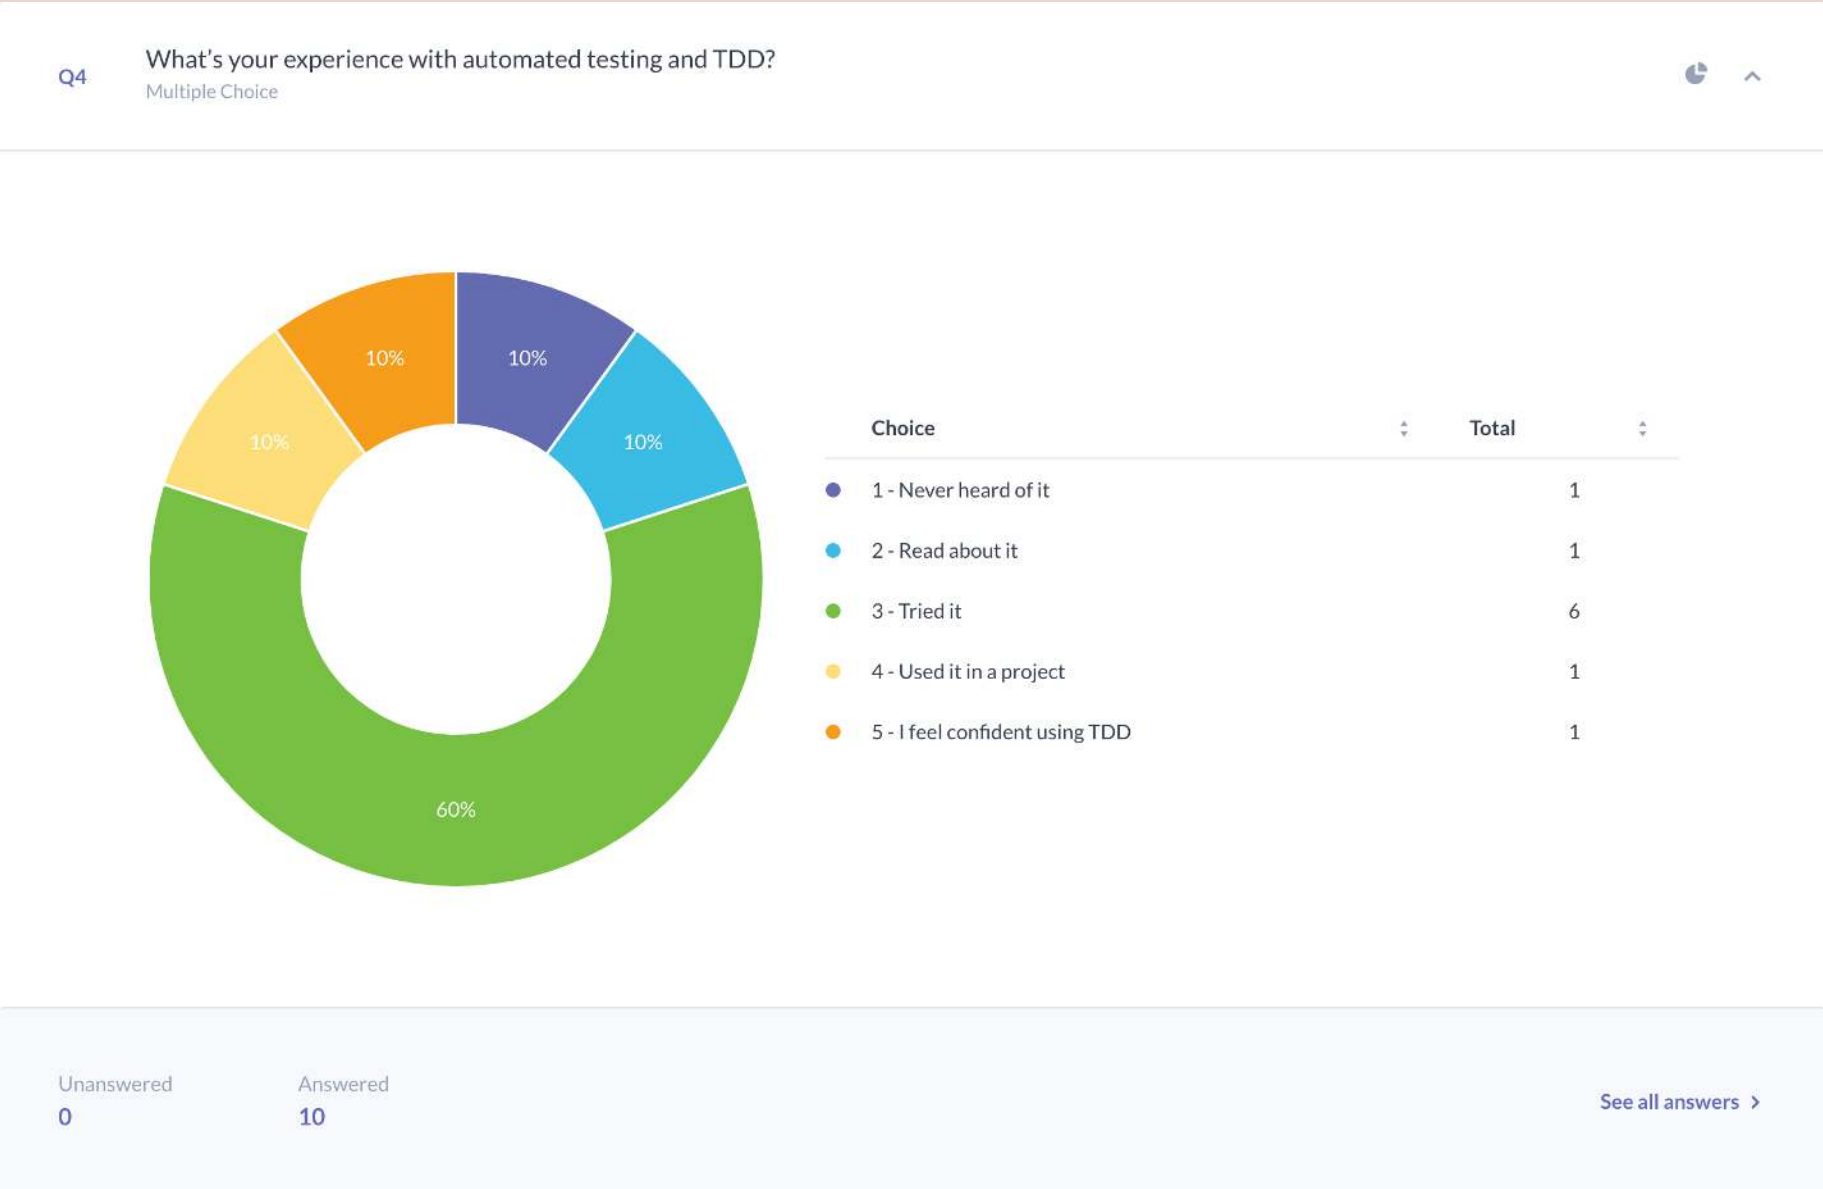 Q4
What's your experience with automated testing and TDD?
Multiple Choice
10%
10%
10%
10%
60%
Choice Total
1 - Never heard of it 1
2 - Read about it 1
3 - Tried it 6
4 - Used it in a project 1
5 - I feel confident using TDD 1
Unanswered
0
Answered
10
See all answers